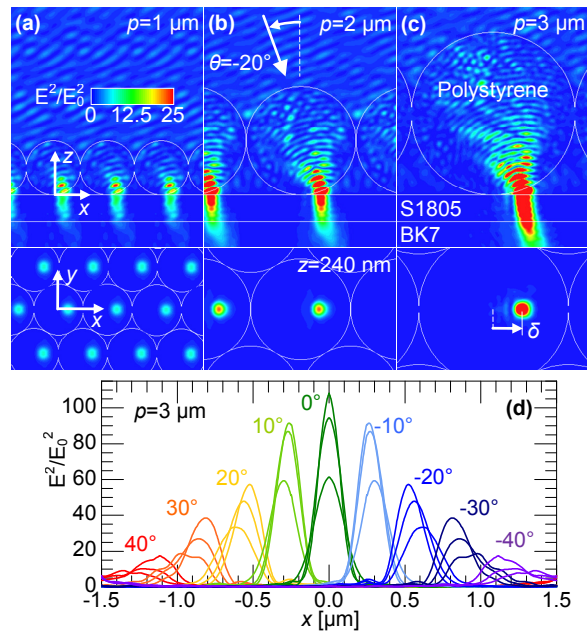 (a) p=1 µm
(b) p=2 µm
(c) p=3 µm
θ=-20°
Polystyrene
E²/E₀²
0 12.5 25
z
x
S1805
BK7
y
x
z=240 nm
δ
p=3 µm
(d)
E²/E₀²
100
80
60
40
20
0
0°
10°
-10°
20°
-20°
30°
-30°
40°
-40°
-1.5 -1.0 -0.5 0.0 0.5 1.0 1.5
x [µm]